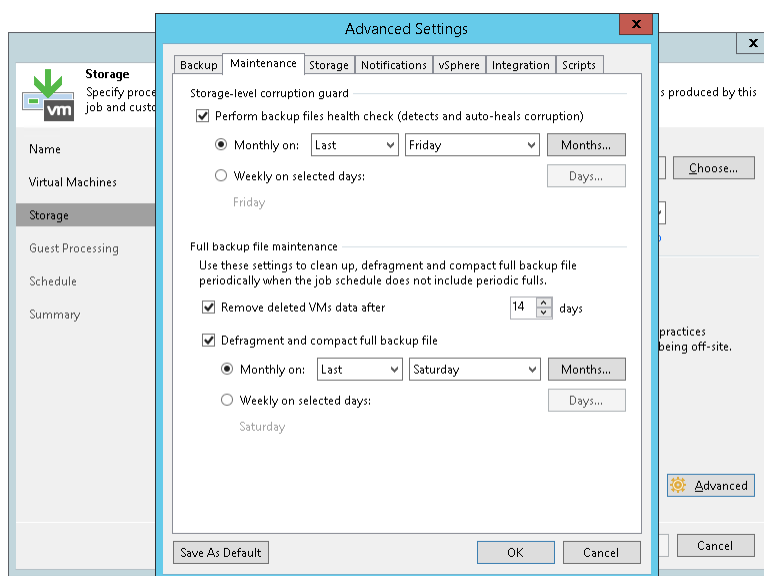 Advanced Settings
x
x
Storage
Specify proce
job and custo
s produced by this
vm
Name
Virtual Machines
Storage
Guest Processing
Schedule
Summary
Backup Maintenance Storage Notifications vSphere Integration Scripts
Storage-level corruption guard
Perform backup files health check (detects and auto-heals corruption)
Monthly on: Last Friday Months...
Weekly on selected days: Days...
Friday
Full backup file maintenance
Use these settings to clean up, defragment and compact full backup file
periodically when the job schedule does not include periodic fulls.
Remove deleted VMs data after 14 days
Defragment and compact full backup file
Monthly on: Last Saturday Months...
Weekly on selected days: Days...
Saturday
Save As Default OK Cancel
Choose...
practices
being off-site.
Advanced
Cancel